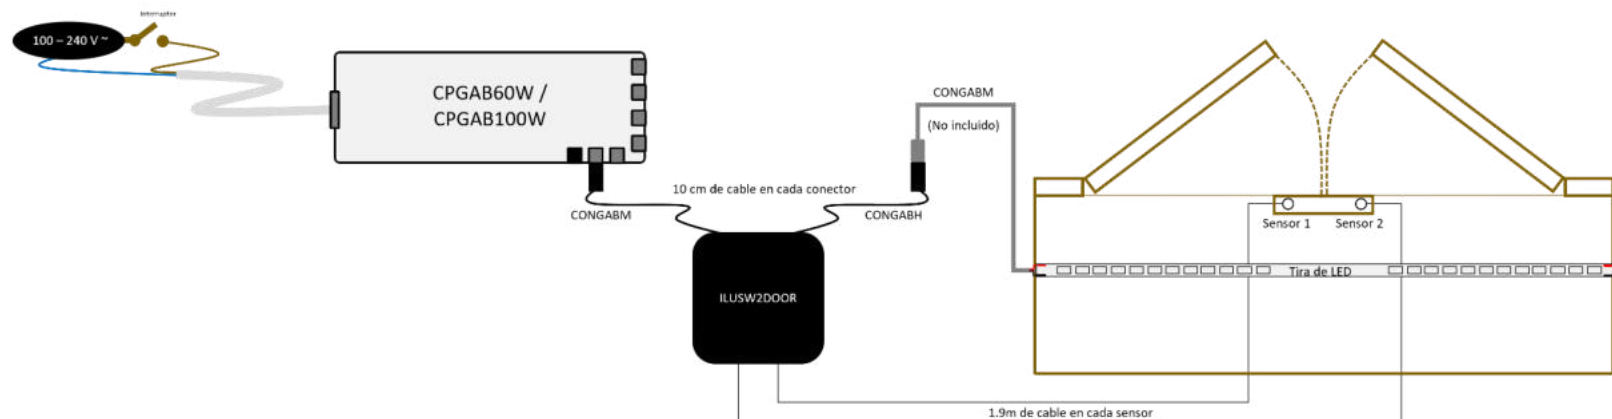 Interruptor
100 – 240 V ~
CPGAB60W /
CPGAB100W
CONGABM
(No incluido)
10 cm de cable en cada conector
CONGABM
CONGABH
Sensor 1
Sensor 2
Tira de LED
ILUSW2DOOR
1.9m de cable en cada sensor